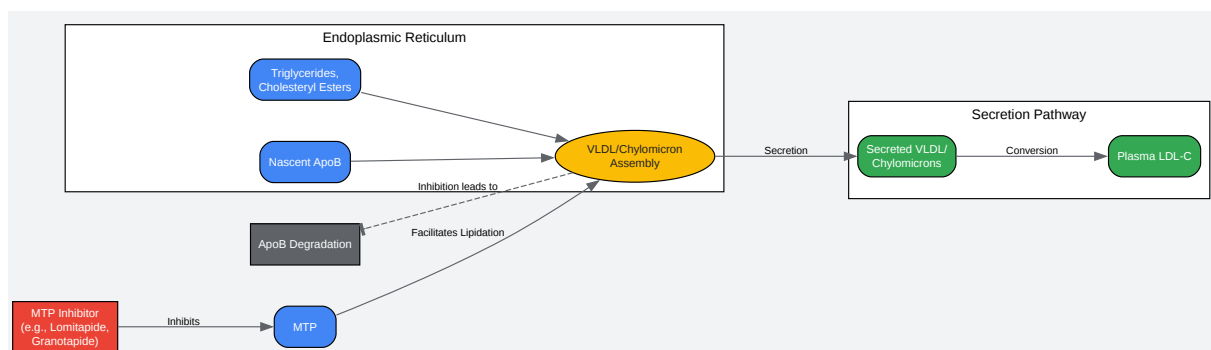 Endoplasmic Reticulum
Triglycerides,
Cholesteryl Esters
Nascent ApoB
VLDL/Chylomicron
Assembly
Secretion
Secretion Pathway
Secreted VLDL/
Chylomicrons
Conversion
Plasma LDL-C
Inhibition leads to
ApoB Degradation
Facilitates Lipidation
MTP Inhibitor
(e.g., Lomitapide,
Granotapide)
Inhibits
MTP